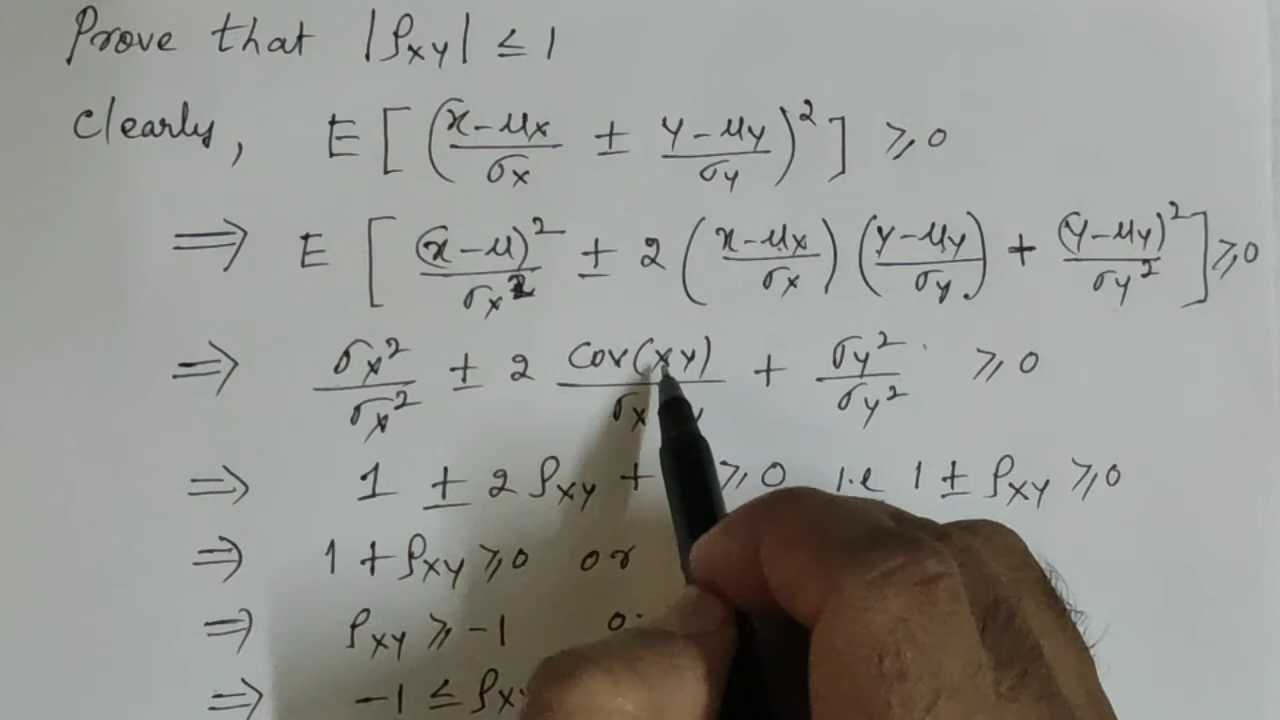 Prove that |ρxy| ≤ 1
Clearly, E[(x-μx/σx ± y-μy/σy)²] ≥ 0
⇒ E[(x-μ)²/σx² ± 2(x-μx/σx)(y-μy/σy) + (y-μy)²/σy²] ≥ 0
⇒ σx²/σx² ± 2 Cov(xy)/σx + σy²/σy² ≥ 0
⇒ 1 ± 2ρxy + ≥ 0 i.e 1 ± ρxy ≥ 0
⇒ 1 + ρxy ≥ 0 or
⇒ ρxy ≥ -1
⇒ -1 ≤ ρx